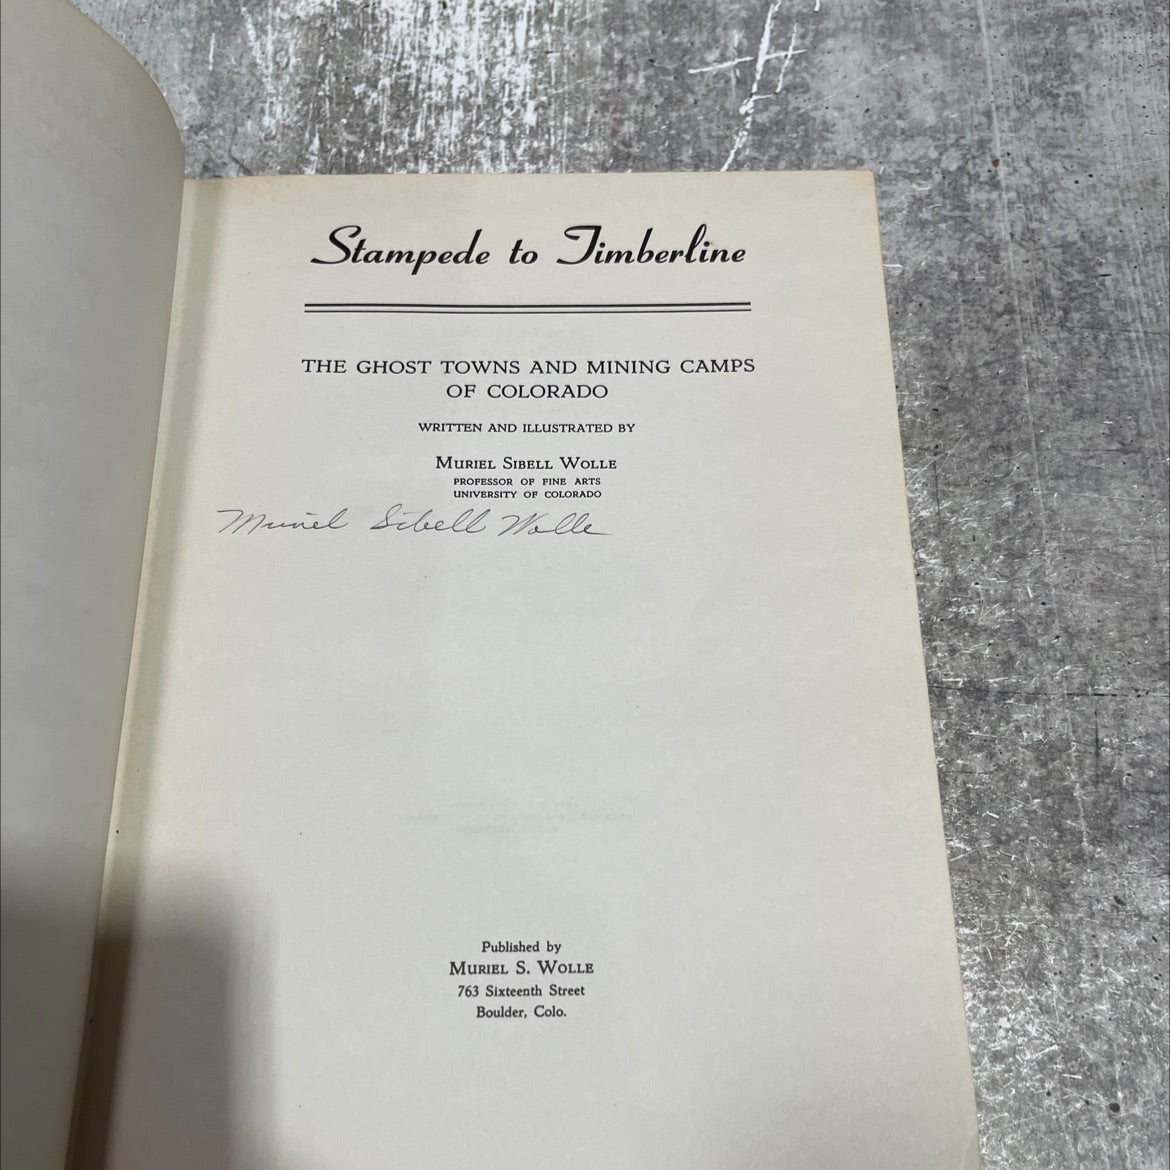 Stampede to Timberline
THE GHOST TOWNS AND MINING CAMPS
OF COLORADO
WRITTEN AND ILLUSTRATED BY
MURIEL SIBELL WOLLE
PROFESSOR OF FINE ARTS
UNIVERSITY OF COLORADO
Muriel Sibell Wolle
Published by
MURIEL S. WOLLE
763 Sixteenth Street
Boulder, Colo.